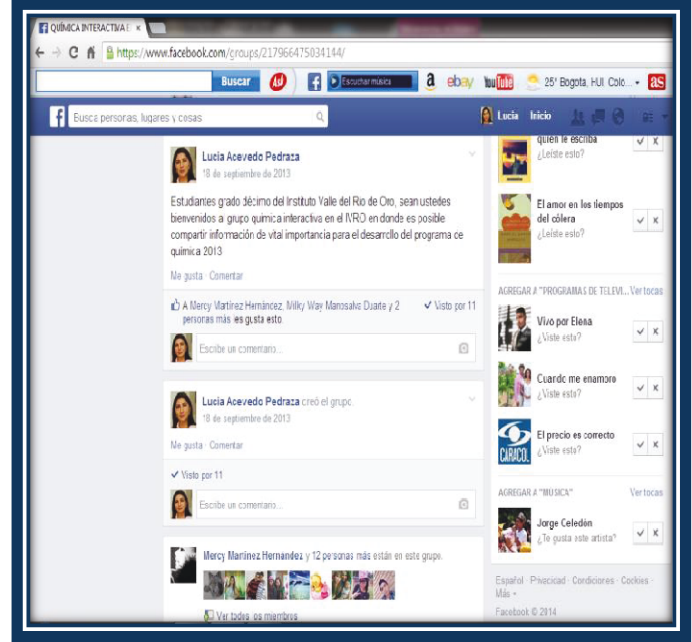 QUÍMICA INTERACTIVA E
https://www.facebook.com/groups/217966475034144/
Buscar
Escuchar música
a
ebay
You Tube
25° Bogota, HUI Colo...
as
f
Busca personas, lugares y cosas
Lucia
Inicio
Lucia Acevedo Pedraza
18 de septiembre de 2013
Estudiantes grado décimo del Instituto Valle del Rio de Oro, sean ustedes
bienvenidos a grupo quimica interactiva en el IVRO en donde es posible
compartir información de vital importancia para el desarrollo del programa de
química 2013
Me gusta · Comentar
A Mercy Martinez Hernandez, Milky Way Manosalva Duarte y 2
personas más les gusta esto.
Visto por 11
Escribe un comentario...
Lucia Acevedo Pedraza creó el grupo.
18 de septiembre de 2013
Me gusta · Comentar
Visto por 11
Escribe un comentario...
Mercy Martinez Hernandez y 12 personas más están en este grupo.
Ver todos los miembros
quien le escriba
¿Leíste esto?
El amor en los tiempos
del cólera
¿Leíste esto?
AGREGAR A "PROGRAMAS DE TELEVI...
Ver todas
Vivo por Elena
¿Viste esta?
Cuando me enamoro
¿Viste esta?
El precio es correcto
¿Viste esta?
CARACOL
AGREGAR A "MÚSICA"
Ver todas
Jorge Celedón
¿Te gusta este artista?
Español · Privacidad · Condiciones · Cookies ·
Más
Facebook © 2014